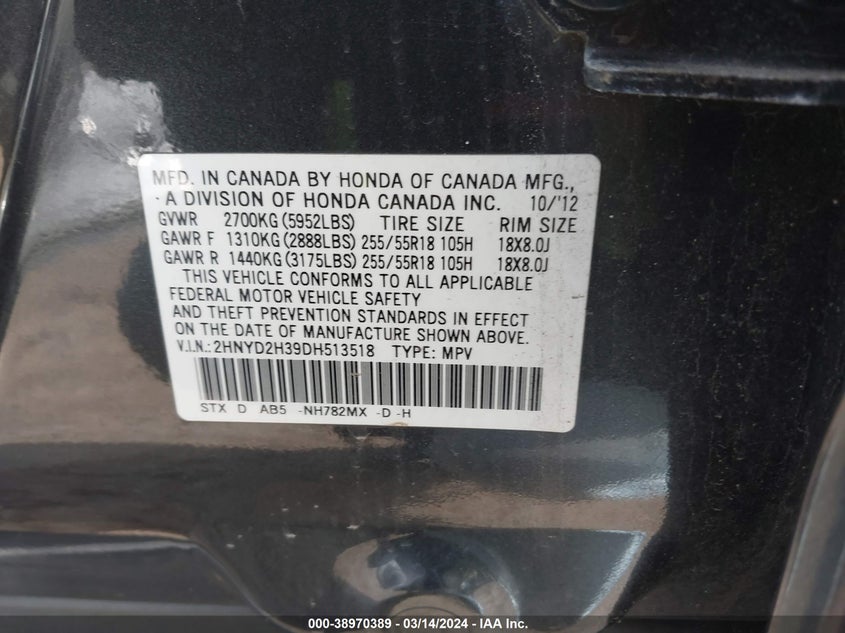 MFD. IN CANADA BY HONDA OF CANADA MFG.,
A DIVISION OF HONDA CANADA INC. 10/'12
GVWR 2700KG (5952LBS) TIRE SIZE RIM SIZE
GAWR F 1310KG (2888LBS) 255/55R18 105H 18X8.0J
GAWR R 1440KG (3175LBS) 255/55R18 105H 18X8.0J
THIS VEHICLE CONFORMS TO ALL APPLICABLE
FEDERAL MOTOR VEHICLE SAFETY
AND THEFT PREVENTION STANDARDS IN EFFECT
ON THE DATE OF MANUFACTURE SHOWN ABOVE.
V.I.N.: 2HNYD2H39DH513518 TYPE: MPV
STX D AB5 -NH782MX -D -H
000-38970389 - 03/14/2024 - IAA Inc.